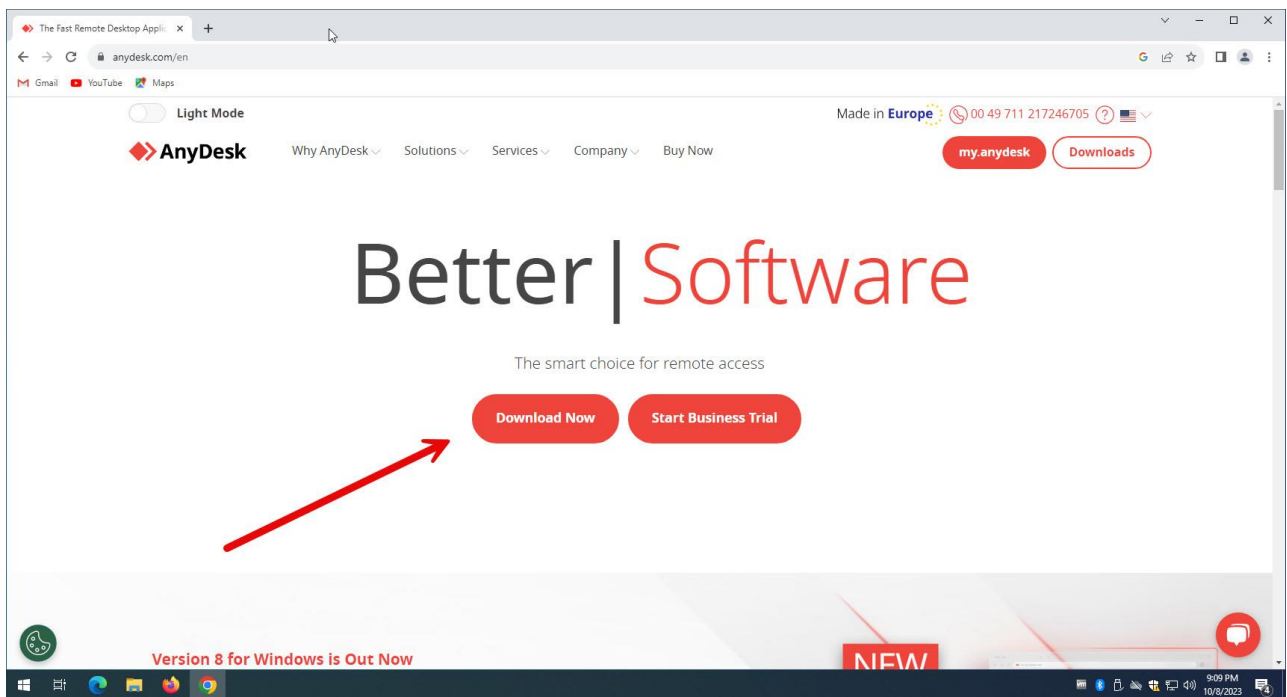 The Fast Remote Desktop Applic
anydesk.com/en
Gmail YouTube Maps
Light Mode
Made in Europe 00 49 711 217246705
AnyDesk Why AnyDesk Solutions Services Company Buy Now my.anydesk Downloads
Better|Software
The smart choice for remote access
Download Now Start Business Trial
Version 8 for Windows is Out Now
NEW
9:09 PM
10/8/2023